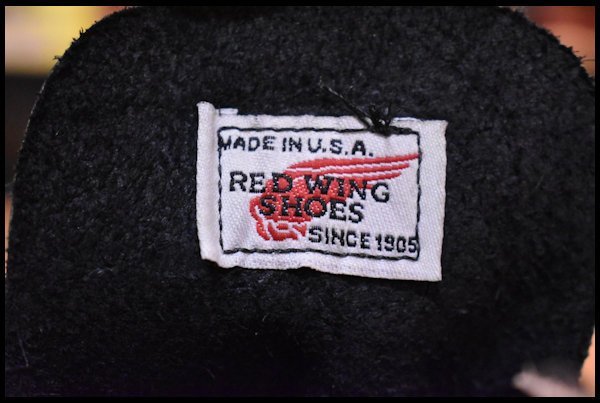 MADE IN U.S.A.
RED WING
SHOES
SINCE 1905